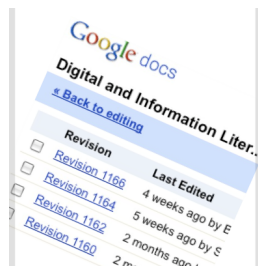 Google docs
Digital and Information Liter...
« Back to editing
Revision Last Edited
Revision 1166 4 weeks ago by E
Revision 1164 5 weeks ago by S
Revision 1162 2 months ago
Revision 1160 2 m